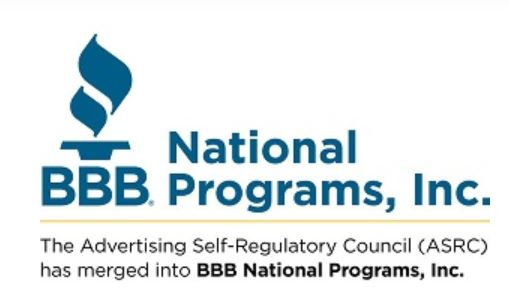 National
BBB® Programs, Inc.
The Advertising Self-Regulatory Council (ASRC)
has merged into BBB National Programs, Inc.